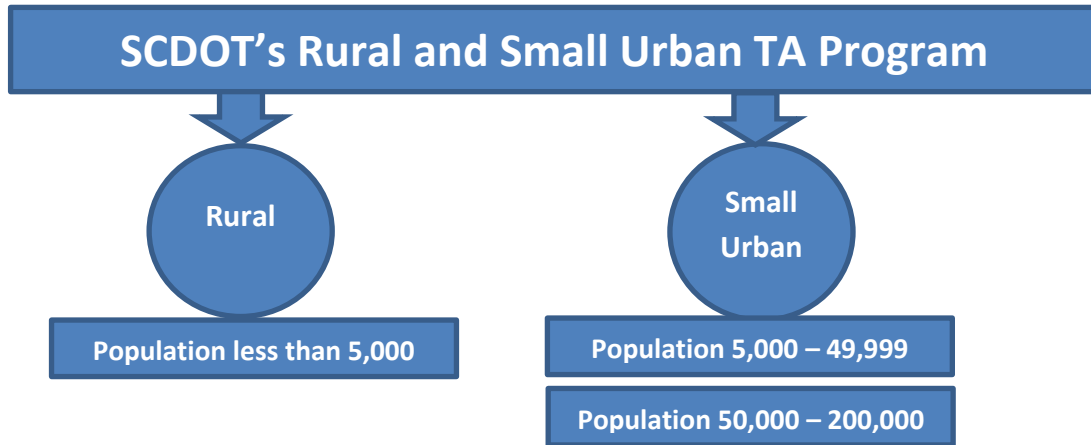 SCDOT’s Rural and Small Urban TA Program
Rural
Small
Urban
Population less than 5,000
Population 5,000 – 49,999
Population 50,000 – 200,000